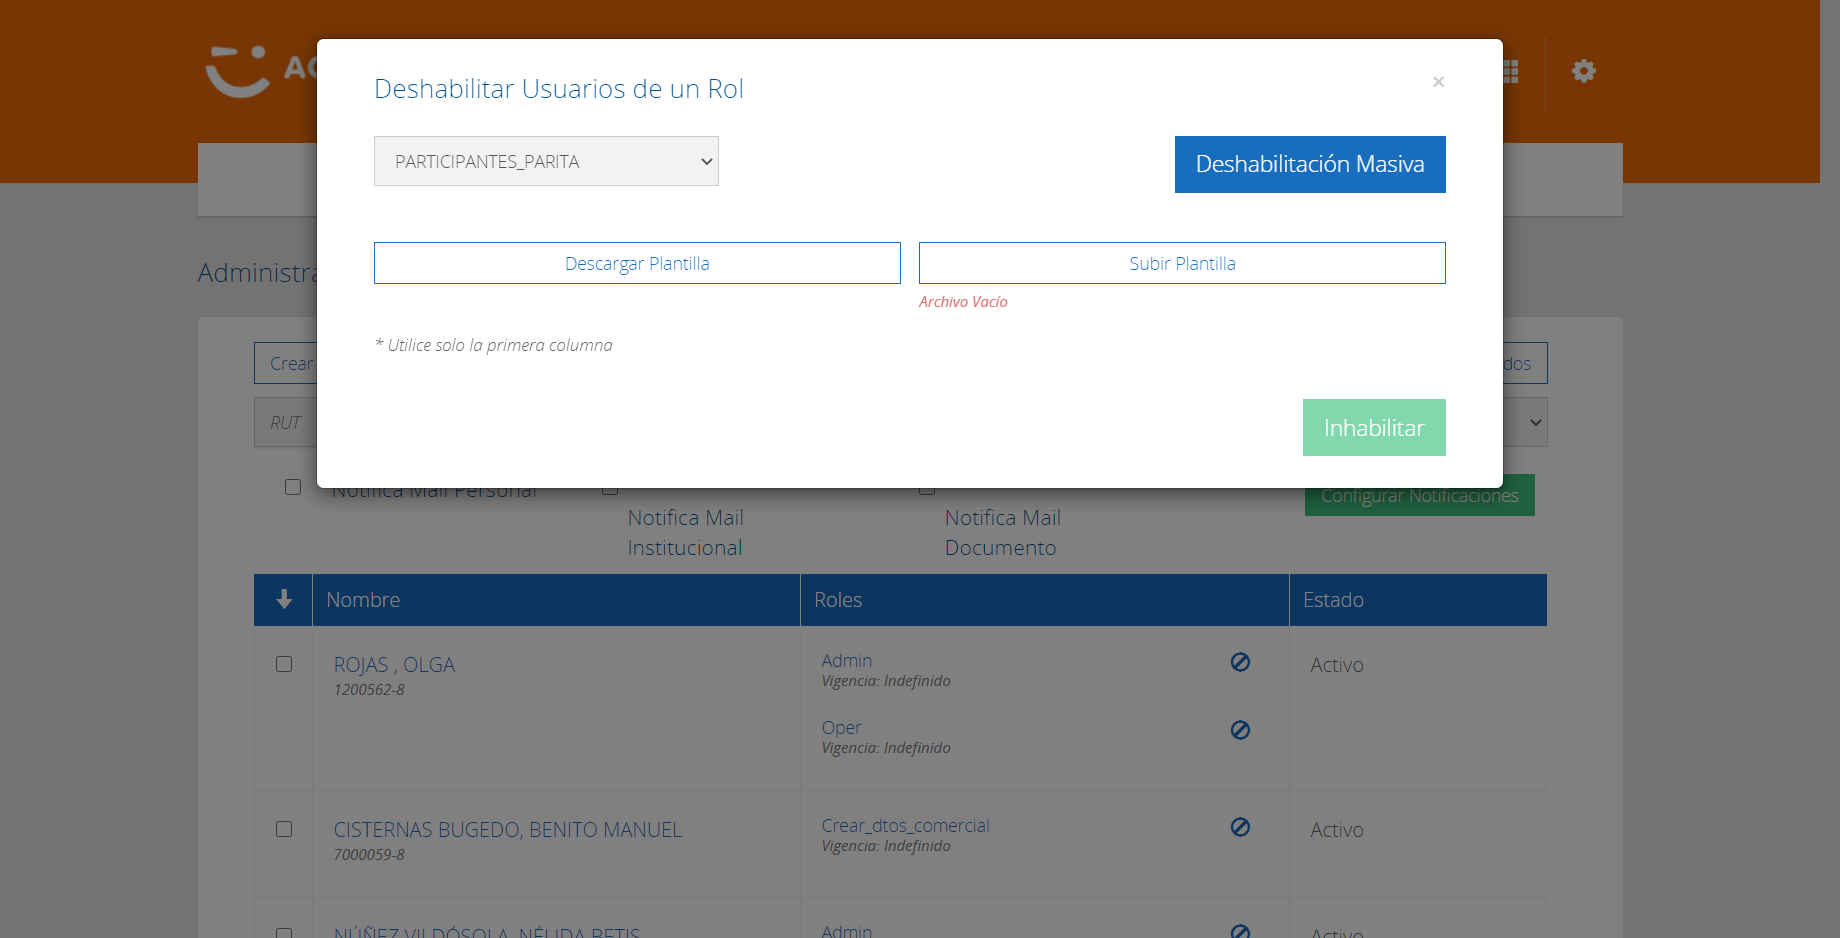 Deshabilitar Usuarios de un Rol
×
PARTICIPANTES_PARITA
Deshabilitación Masiva
Descargar Plantilla
Subir Plantilla
Archivo Vacío
* Utilice solo la primera columna
Inhabilitar
Administra
Crear
dos
RUT
Notifica Mail Personal
Notifica Mail
Institucional
Notifica Mail
Documento
Configurar Notificaciones
Nombre
Roles
Estado
ROJAS , OLGA
1200562-8
Admin
Vigencia: Indefinido
Oper
Vigencia: Indefinido
Activo
CISTERNAS BUGEDO, BENITO MANUEL
7000059-8
Crear_dtos_comercial
Vigencia: Indefinido
Activo
NÚÑEZ VILDÓSOLA, NÉLIDA BETIS
Admin
Activo